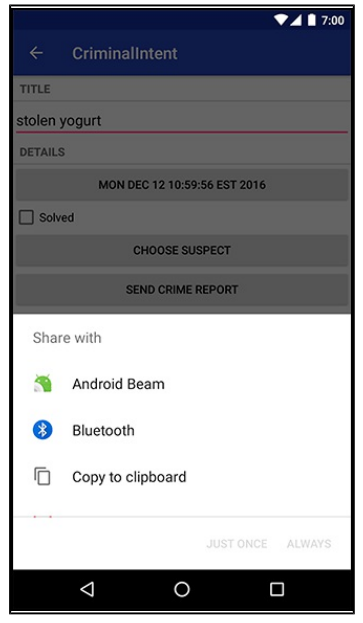 7:00
CriminalIntent
TITLE
stolen yogurt
DETAILS
MON DEC 12 10:59:56 EST 2016
Solved
CHOOSE SUSPECT
SEND CRIME REPORT
Share with
Android Beam
Bluetooth
Copy to clipboard
JUST ONCE ALWAYS